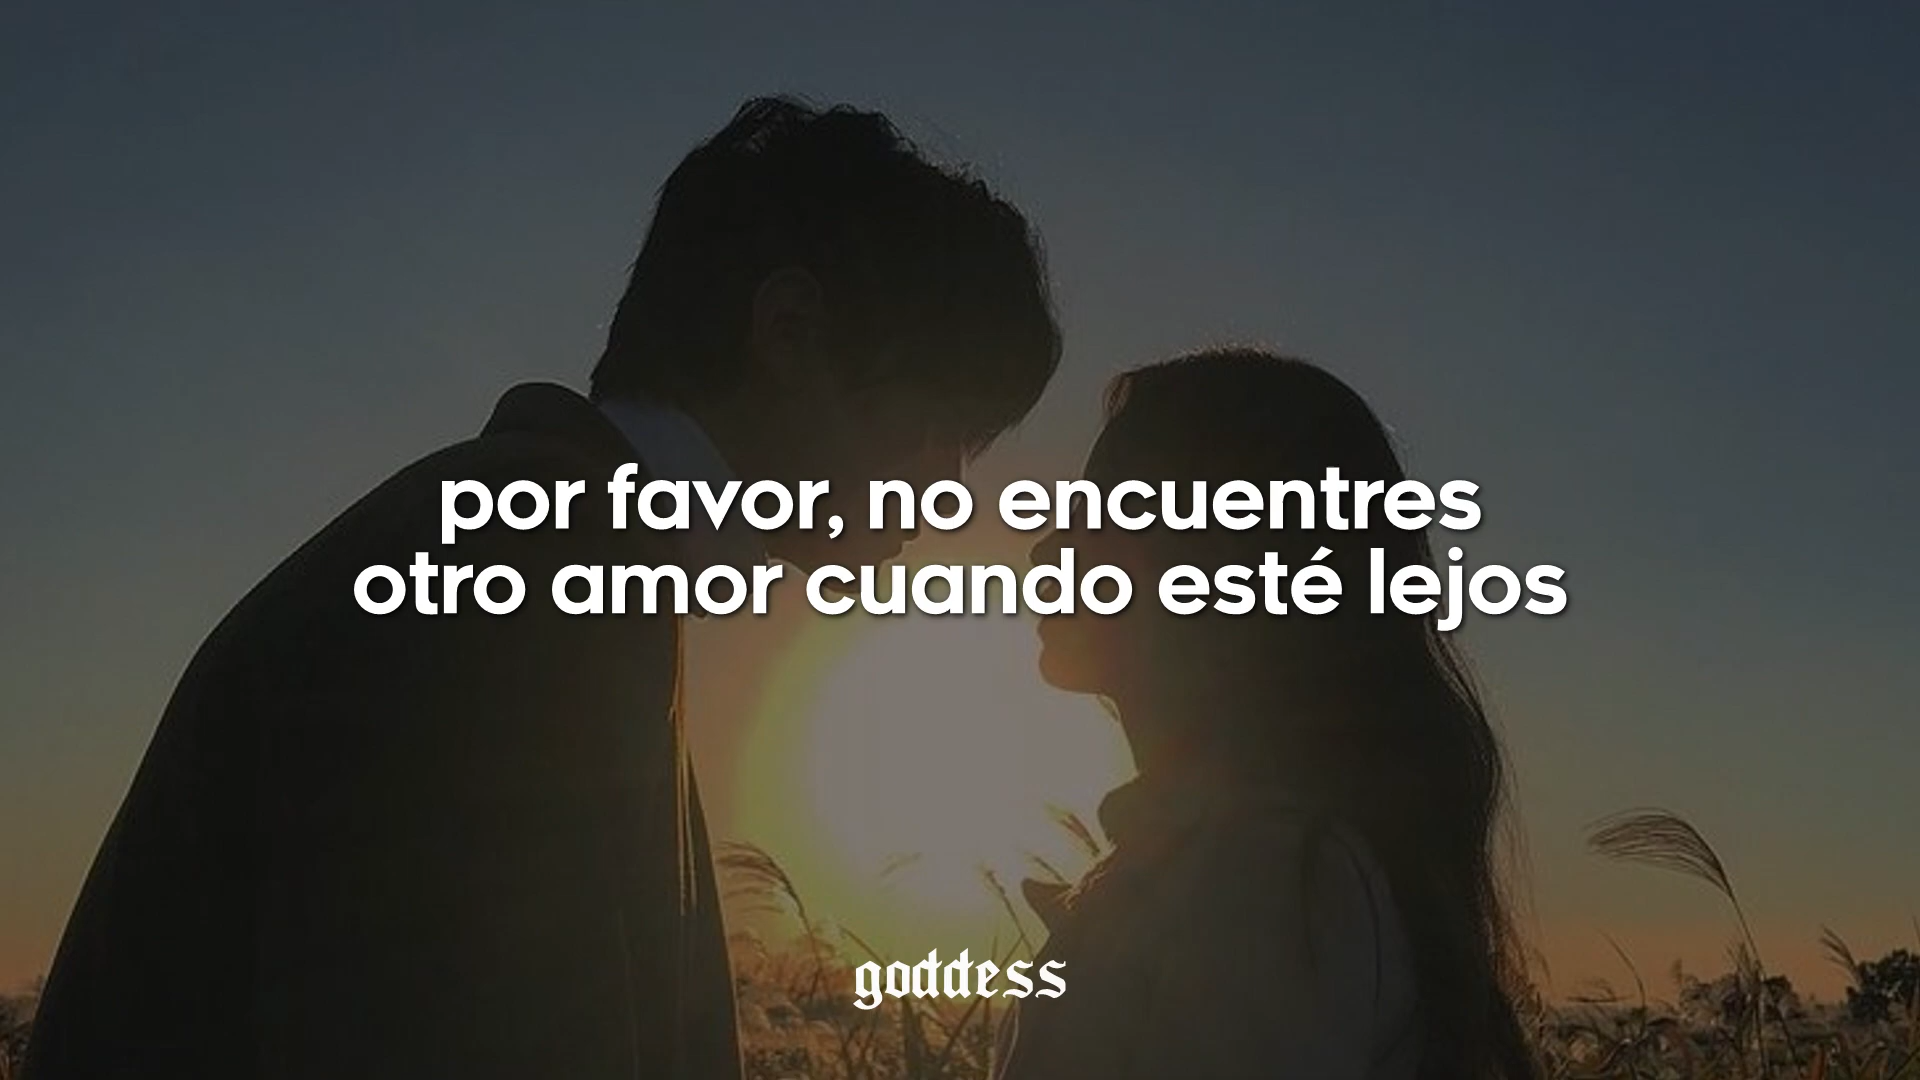 por favor, no encuentres
otro amor cuando esté lejos
goddess